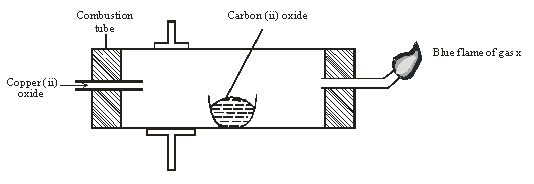 Combustion
tube
Carbon (ii) oxide
Blue flame of gas x
Copper (ii)
oxide